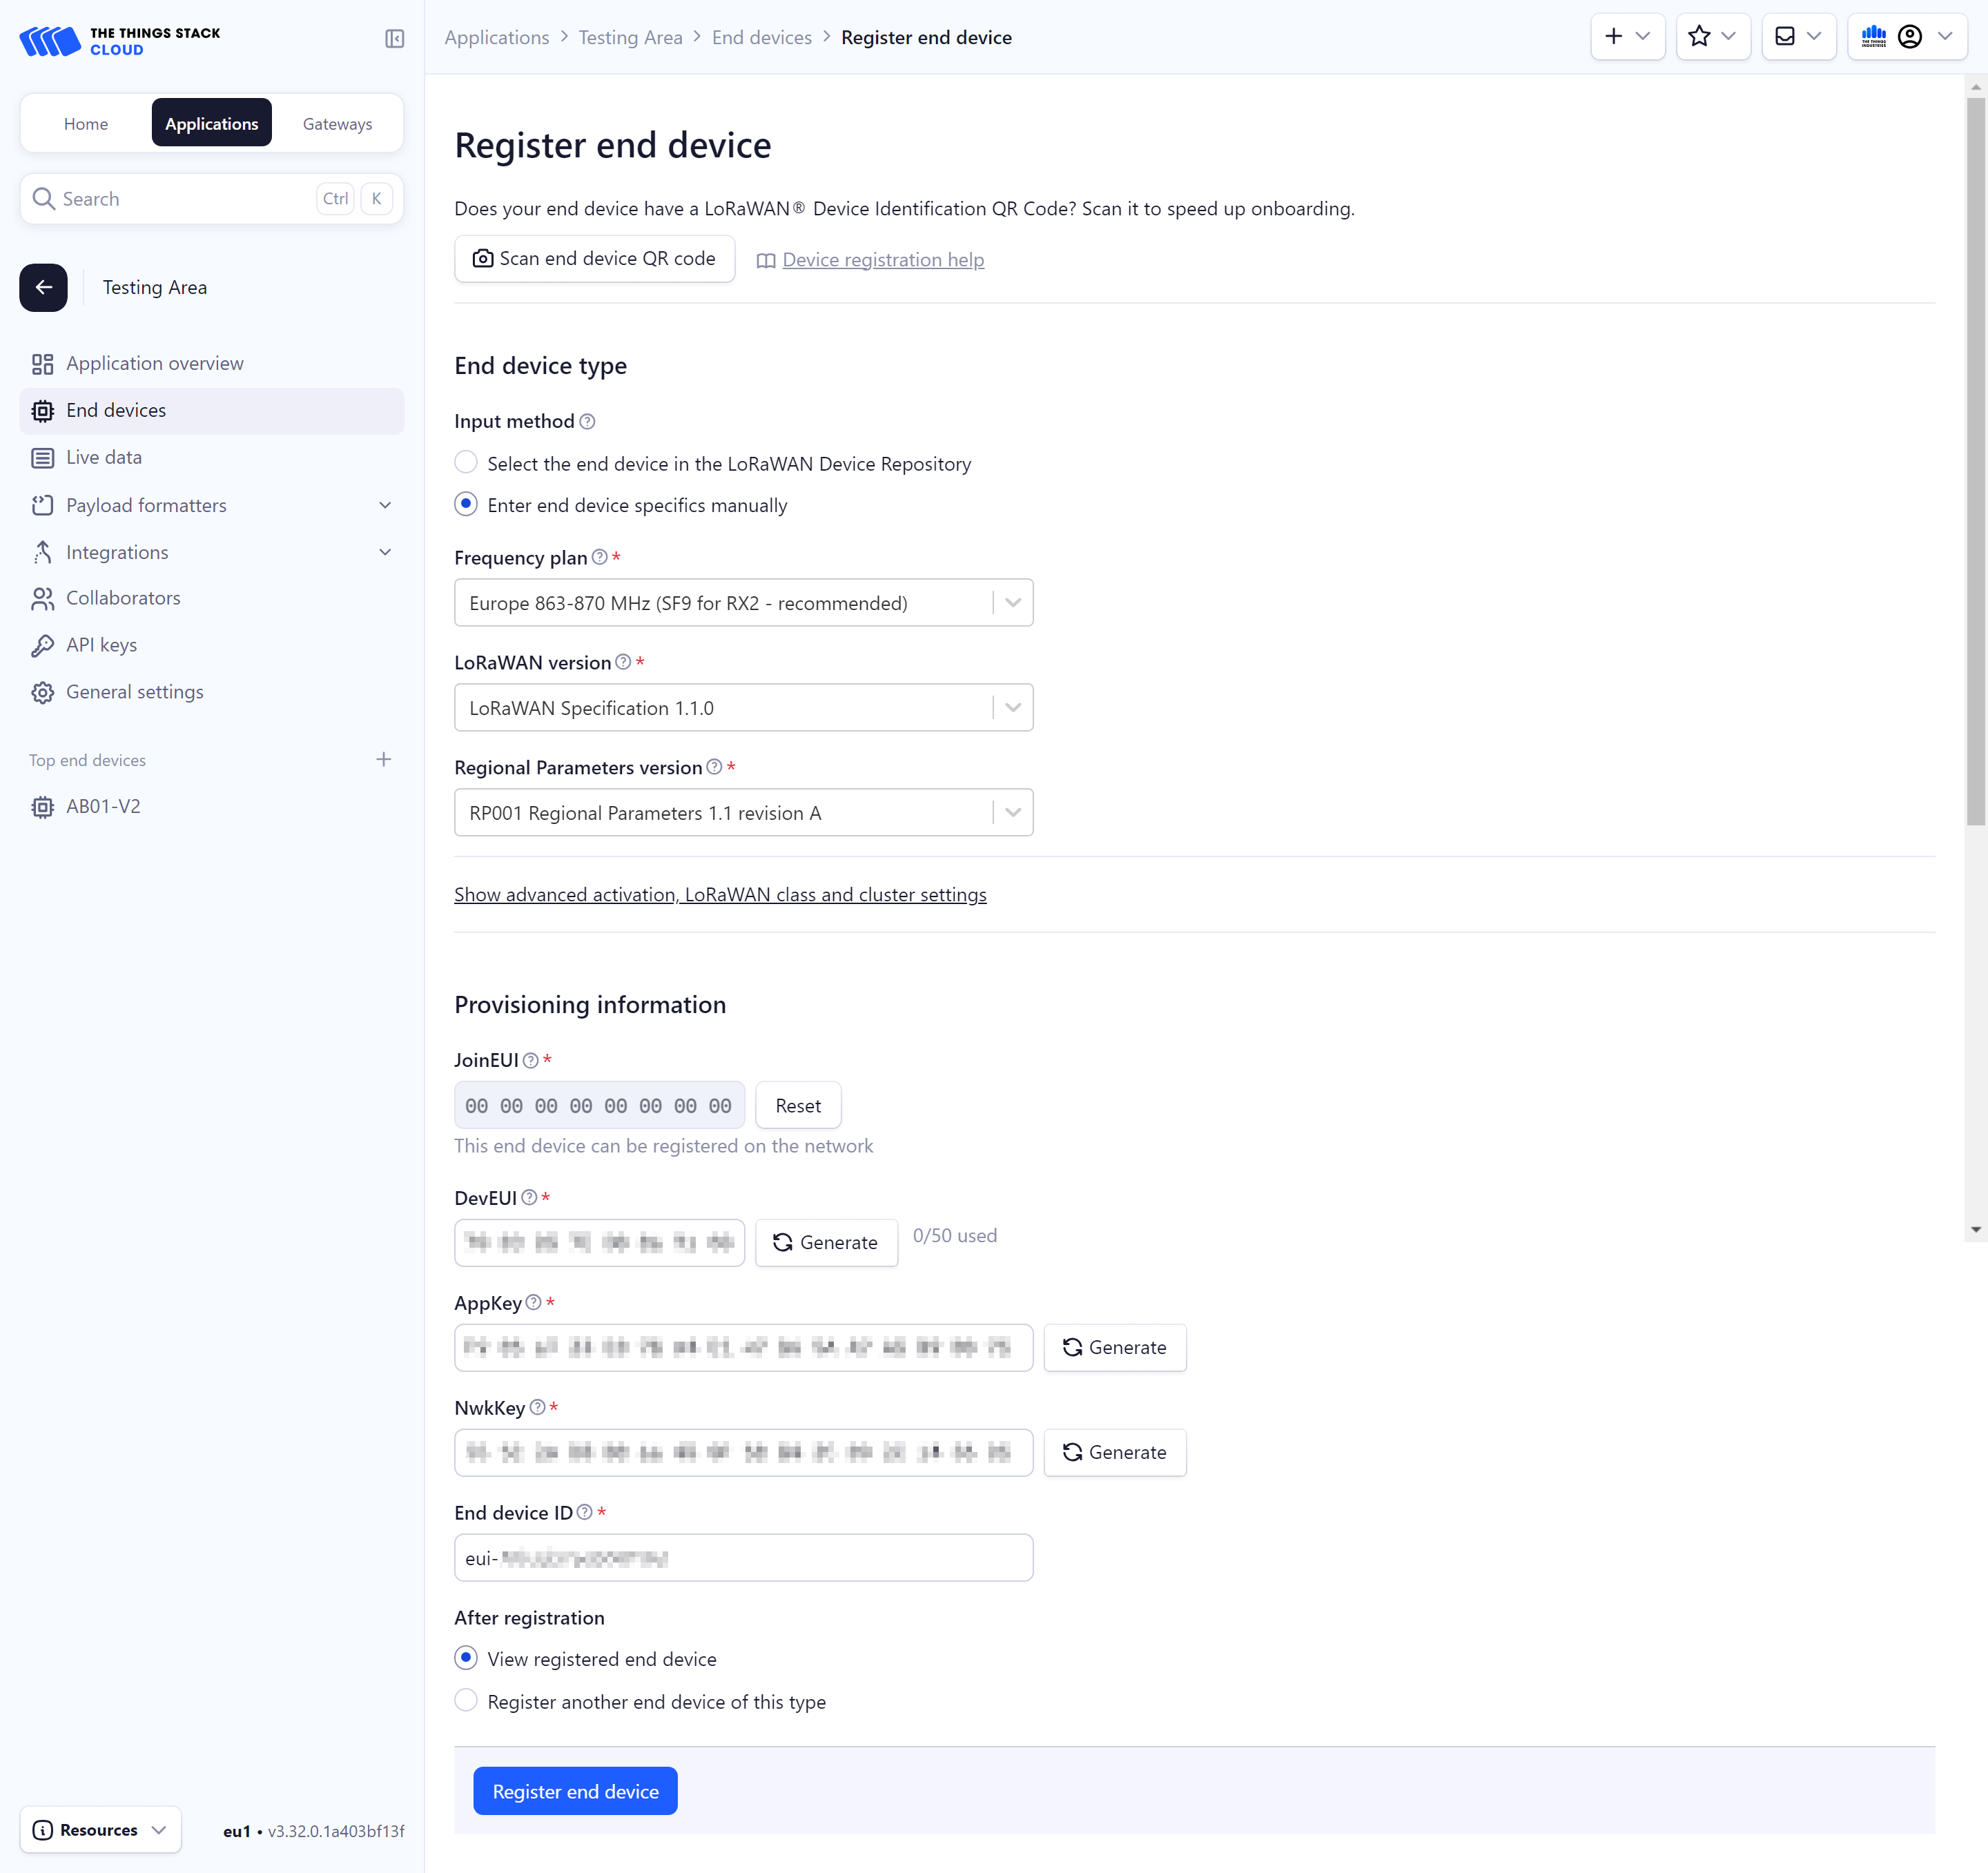 THE THINGS STACK
CLOUD
Applications > Testing Area > End devices > Register end device
THE THINGS
INDUSTRIES
Home Applications Gateways
Search Ctrl K
Testing Area
Application overview
End devices
Live data
Payload formatters
Integrations
Collaborators
API keys
General settings
Top end devices
AB01-V2
Resources
eu1 • v3.32.0.1a403bf13f
Register end device
Does your end device have a LoRaWAN® Device Identification QR Code? Scan it to speed up onboarding.
Scan end device QR code Device registration help
End device type
Input method
Select the end device in the LoRaWAN Device Repository
Enter end device specifics manually
Frequency plan *
Europe 863-870 MHz (SF9 for RX2 - recommended)
LoRaWAN version *
LoRaWAN Specification 1.1.0
Regional Parameters version *
RP001 Regional Parameters 1.1 revision A
Show advanced activation, LoRaWAN class and cluster settings
Provisioning information
JoinEUI *
00 00 00 00 00 00 00 00 Reset
This end device can be registered on the network
DevEUI *
Generate 0/50 used
AppKey *
Generate
NwkKey *
Generate
End device ID *
eui-
After registration
View registered end device
Register another end device of this type
Register end device